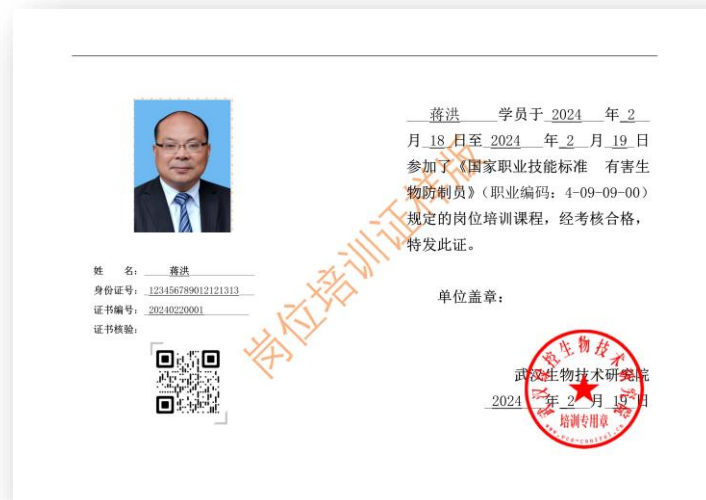 姓 名： 蒋洪
身份证号： 123456789012121313
证书编号： 20240220001
证书核验：
蒋洪 学员于 2024 年 2
月 18 日至 2024 年 2 月 19 日
参加了《国家职业技能标准 有害生
物防制员》（职业编码：4-09-09-00）
规定的岗位培训课程，经考核合格，
特发此证。
单位盖章：
武汉生物技术研究院
2024 年 2 月 19 日
岗位培训证样版
培训专用章